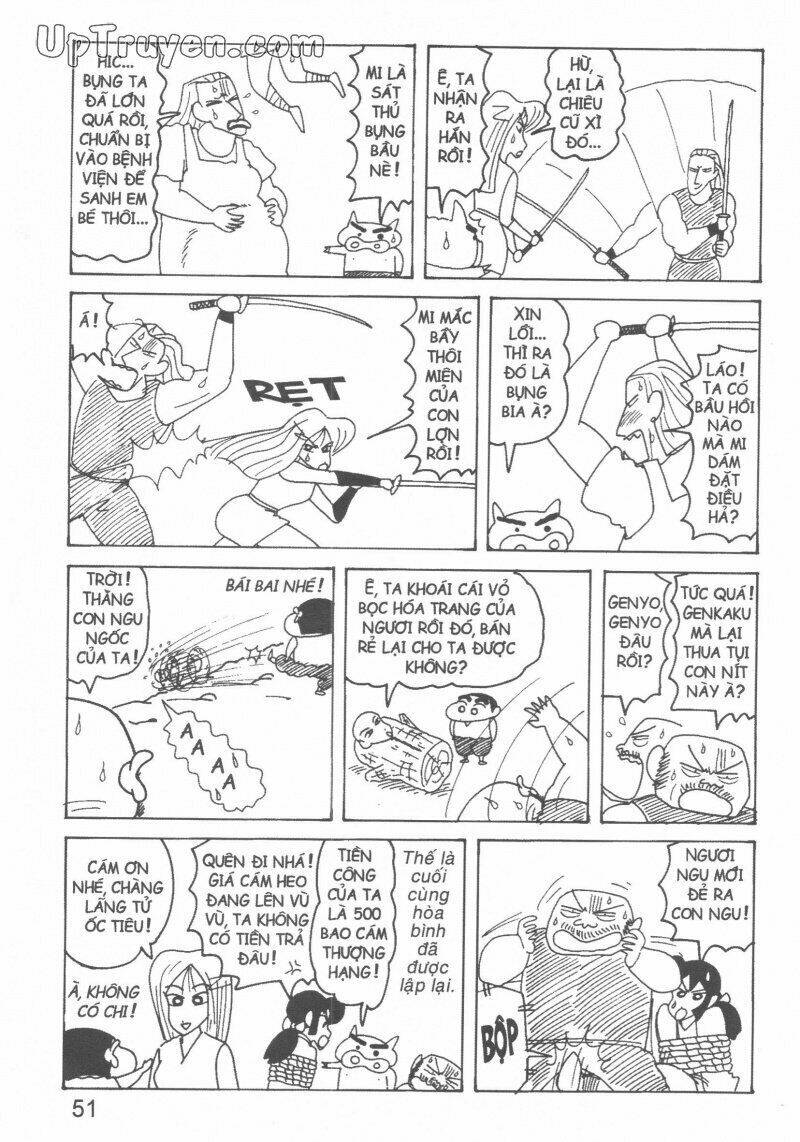 UpTruyen.com
HỪ,
LẠI LÀ
CHIÊU
CŨ XÌ
ĐÓ...
Ê, TA
NHẬN
RA
HẮN
RỒI!
MI LÀ
SÁT
THỦ
BỤNG
BẦU
NÈ!
HIC...
BỤNG TA
ĐÃ LỚN
QUÁ RỒI,
CHUẨN BỊ
VÀO BỆNH
VIỆN ĐỂ
SANH EM
BÉ THÔI...
LÁO!
TA CÓ
BẦU HỒI
NÀO
MÀ MI
DÁM
ĐẶT
ĐIỀU
HẢ?
XIN
LỒI...
THÌ RA
ĐÓ LÀ
BỤNG
BIA À?
MI MẮC
BẪY
THÔI
MIÊN
CỦA
CON
LỢN
RỒI!
RẸT
Á!
TỨC QUÁ!
GENKAKU
MÀ LẠI
THUA TỤI
CON NÍT
NÀY À?
GENYO,
GENYO
ĐÂU
RỒI?
Ê, TA KHOÁI CÁI VỎ
BỌC HÓA TRANG CỦA
NGƯƠI RỒI ĐÓ, BÁN
RẺ LẠI CHO TA ĐƯỢC
KHÔNG?
BÁI BAI NHÉ!
TRỜI!
THẰNG
CON NGU
NGỐC
CỦA TA!
A A A A
NGƯƠI
NGU MỚI
ĐẺ RA
CON NGU!
BỘP
Thế là
cuối
cùng
hòa
bình
đã
được
lập lại.
TIỀN
CÔNG
CỦA TA
LÀ 500
BAO CÁM
THƯỢNG
HẠNG!
QUÊN ĐI NHÁ!
GIÁ CÁM HEO
ĐANG LÊN VÙ
VÙ, TA KHÔNG
CÓ TIỀN TRẢ
ĐÂU!
CÁM ƠN
NHÉ, CHÀNG
LÃNG TỬ
ỐC TIÊU!
À, KHÔNG
CÓ CHI!
51